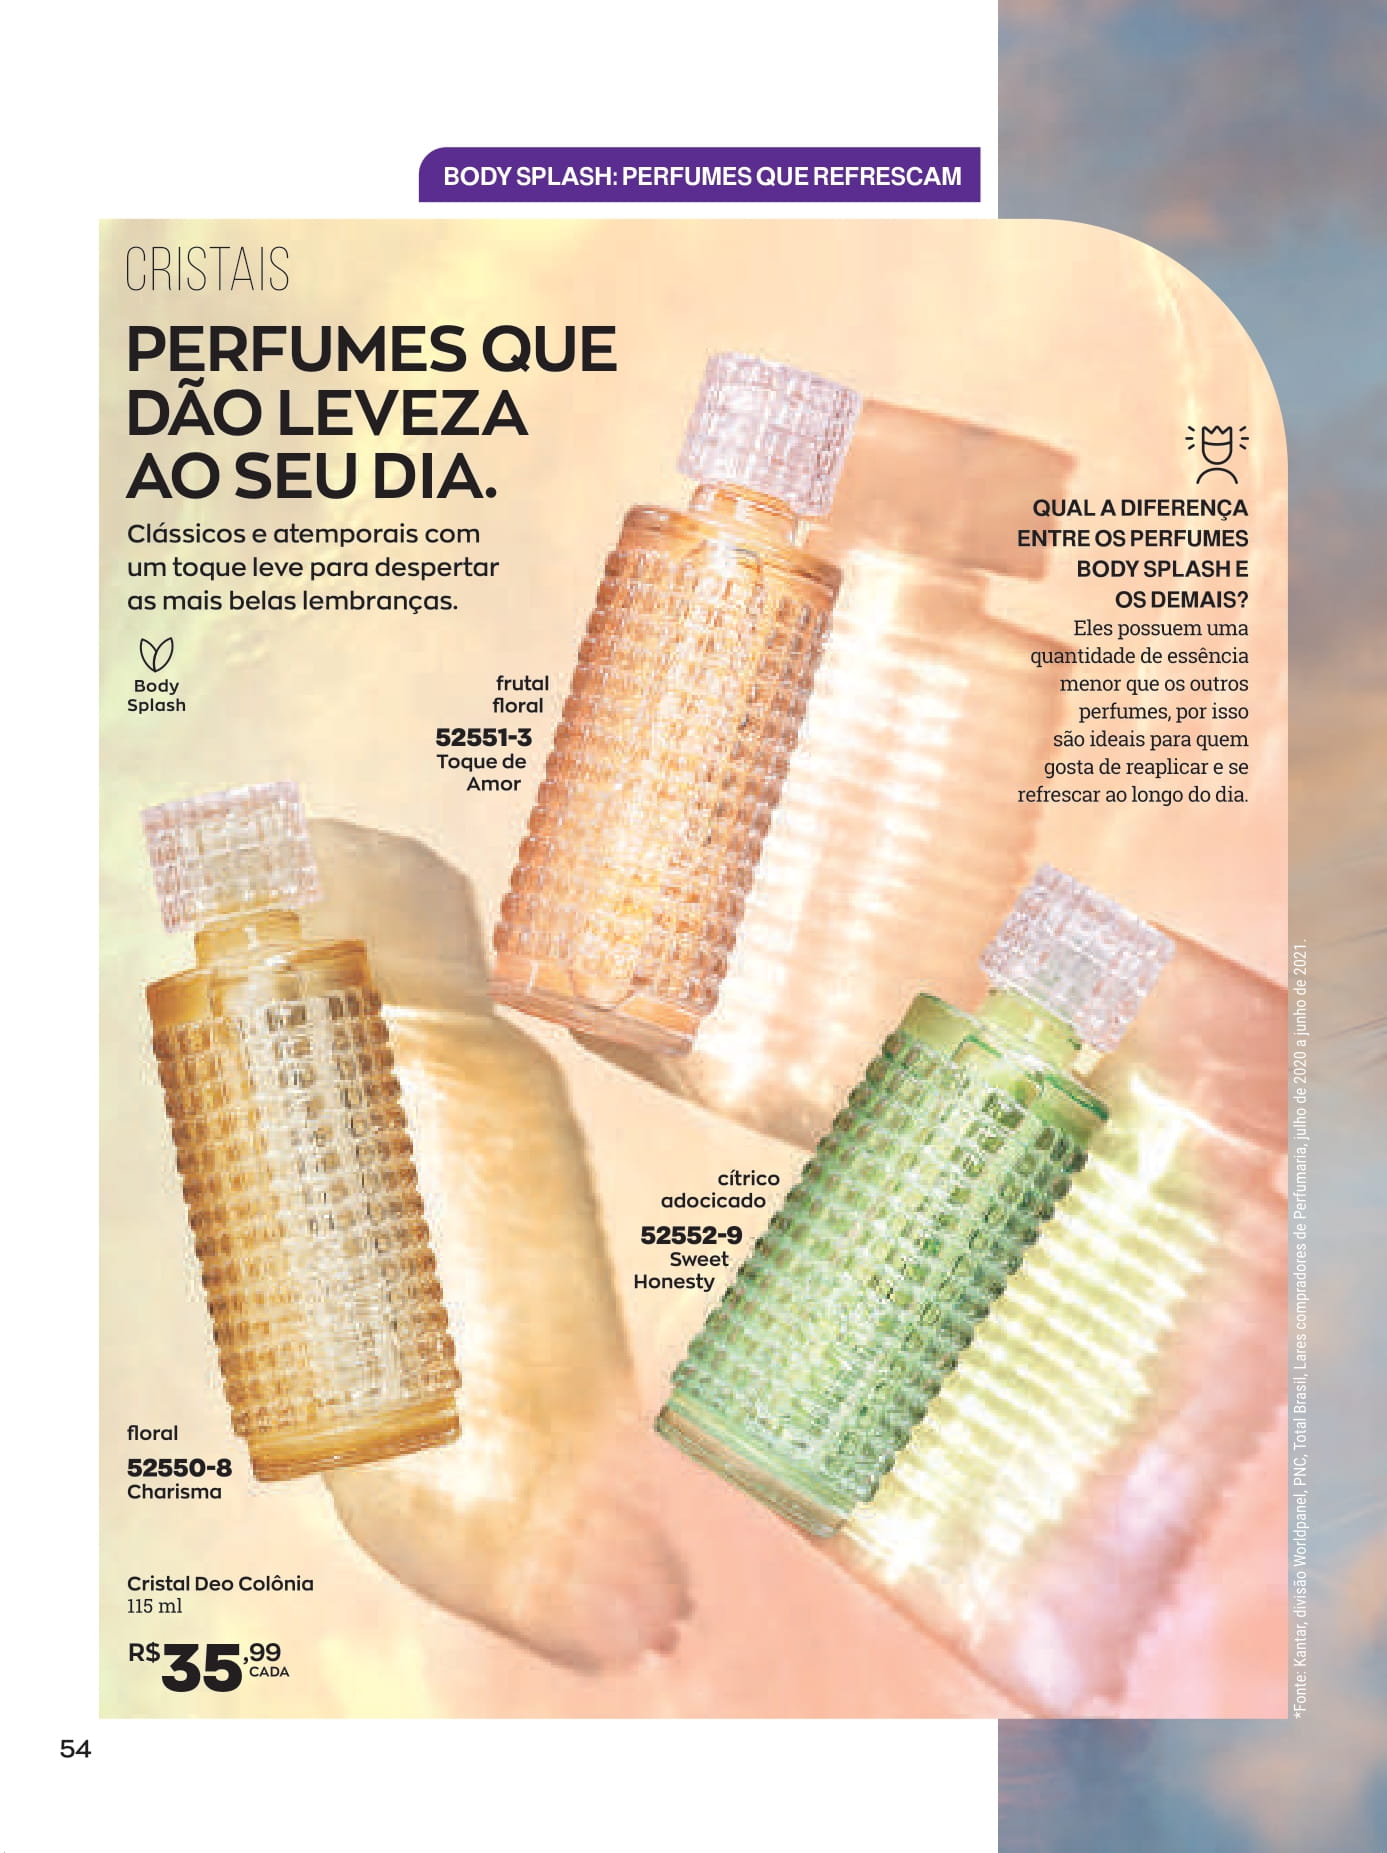 BODY SPLASH: PERFUMES QUE REFRESCAM
CRISTAIS
PERFUMES QUE
DÃO LEVEZA
AO SEU DIA.
Clássicos e atemporais com
um toque leve para despertar
as mais belas lembranças.
Body
Splash
frutal
floral
52551-3
Toque de
Amor
QUAL A DIFERENÇA
ENTRE OS PERFUMES
BODY SPLASH E
OS DEMAIS?
Eles possuem uma
quantidade de essência
menor que os outros
perfumes, por isso
são ideais para quem
gosta de reaplicar e se
refrescar ao longo do dia.
cítrico
adocicado
52552-9
Sweet
Honesty
floral
52550-8
Charisma
Cristal Deo Colônia
115 ml
R$35,99
CADA
*Fonte: Kantar, divisão Worldpanel, PNC, Total Brasil, Lares compradores de Perfumaria, julho de 2020 a junho de 2021.
54